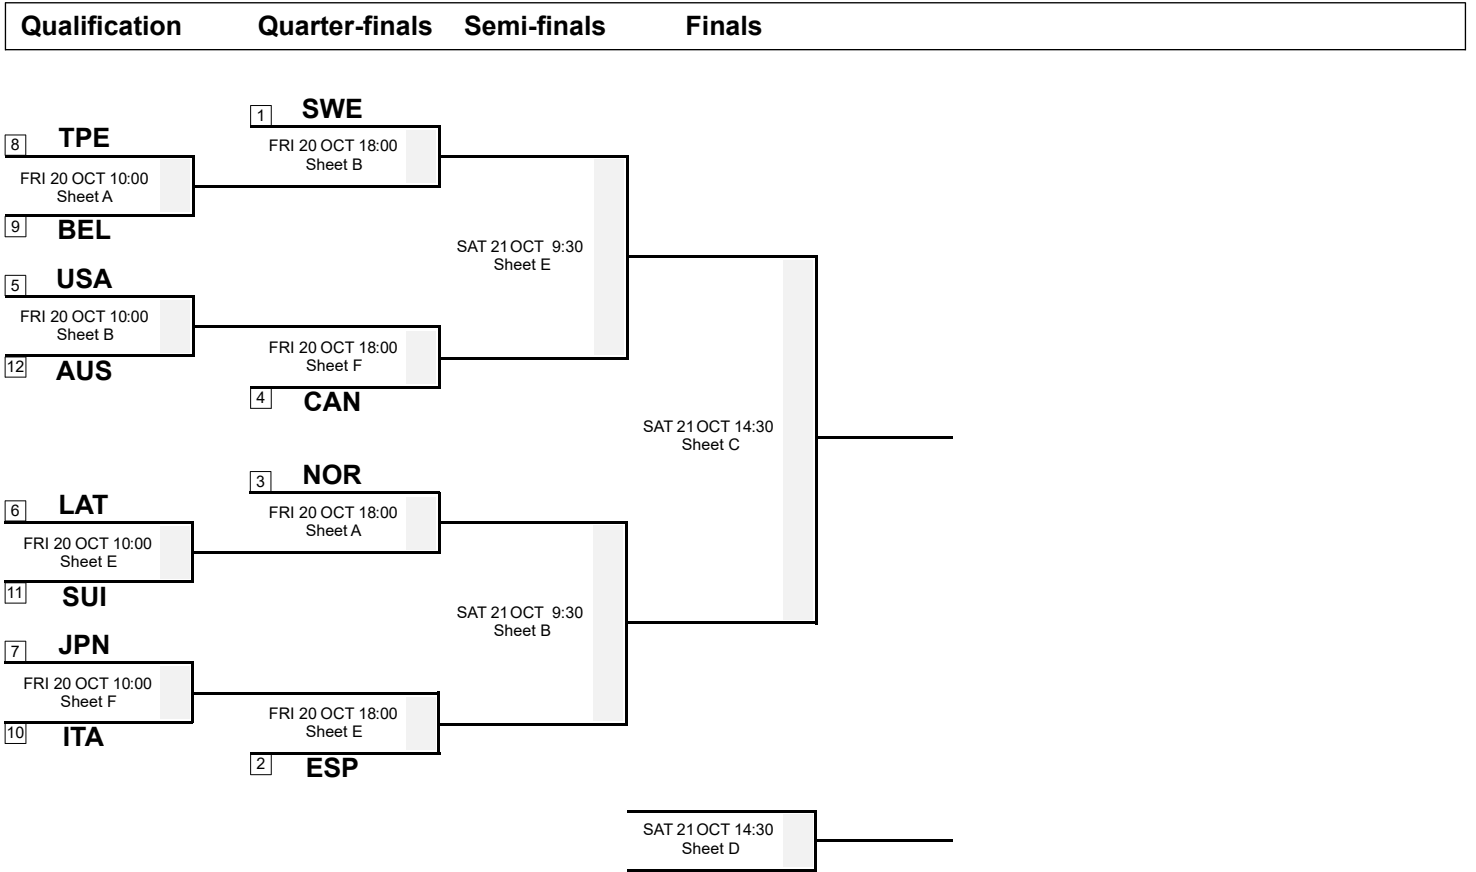 Qualification Quarter-finals Semi-finals Finals
1 SWE
8 TPE
FRI 20 OCT 18:00
Sheet B
FRI 20 OCT 10:00
Sheet A
9 BEL
SAT 21 OCT 9:30
Sheet E
5 USA
FRI 20 OCT 10:00
Sheet B
FRI 20 OCT 18:00
Sheet F
12 AUS
4 CAN
SAT 21 OCT 14:30
Sheet C
3 NOR
6 LAT
FRI 20 OCT 18:00
Sheet A
FRI 20 OCT 10:00
Sheet E
11 SUI
SAT 21 OCT 9:30
Sheet B
7 JPN
FRI 20 OCT 10:00
Sheet F
FRI 20 OCT 18:00
Sheet E
10 ITA
2 ESP
SAT 21 OCT 14:30
Sheet D